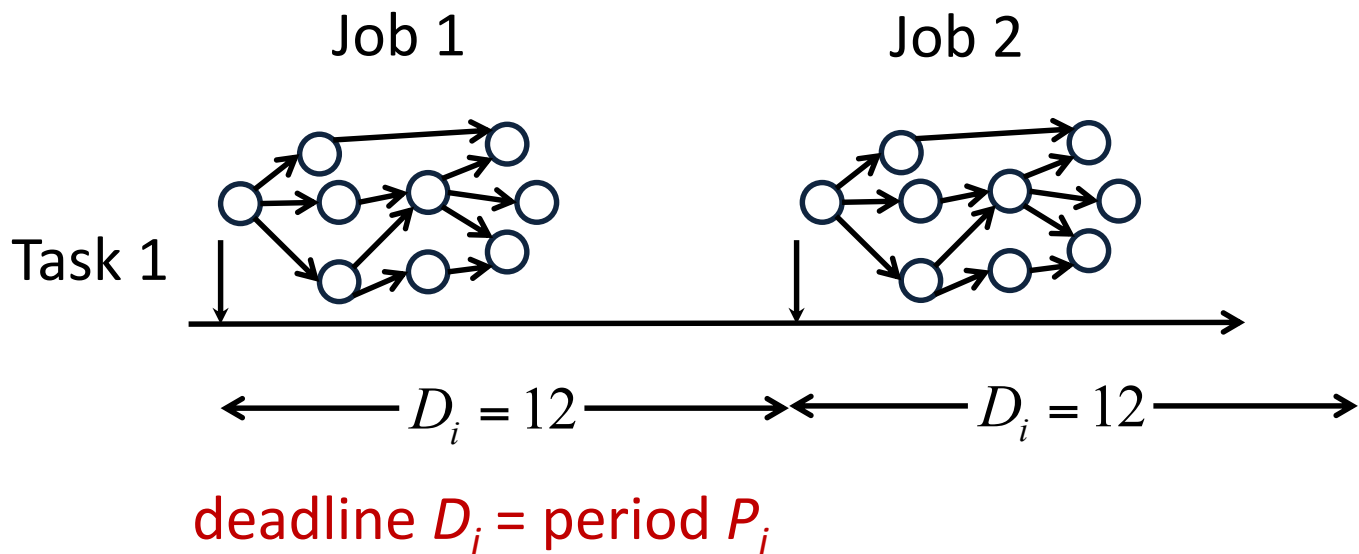 Job 1
Job 2
Task 1
D_i = 12
D_i = 12
deadline D_i = period P_i